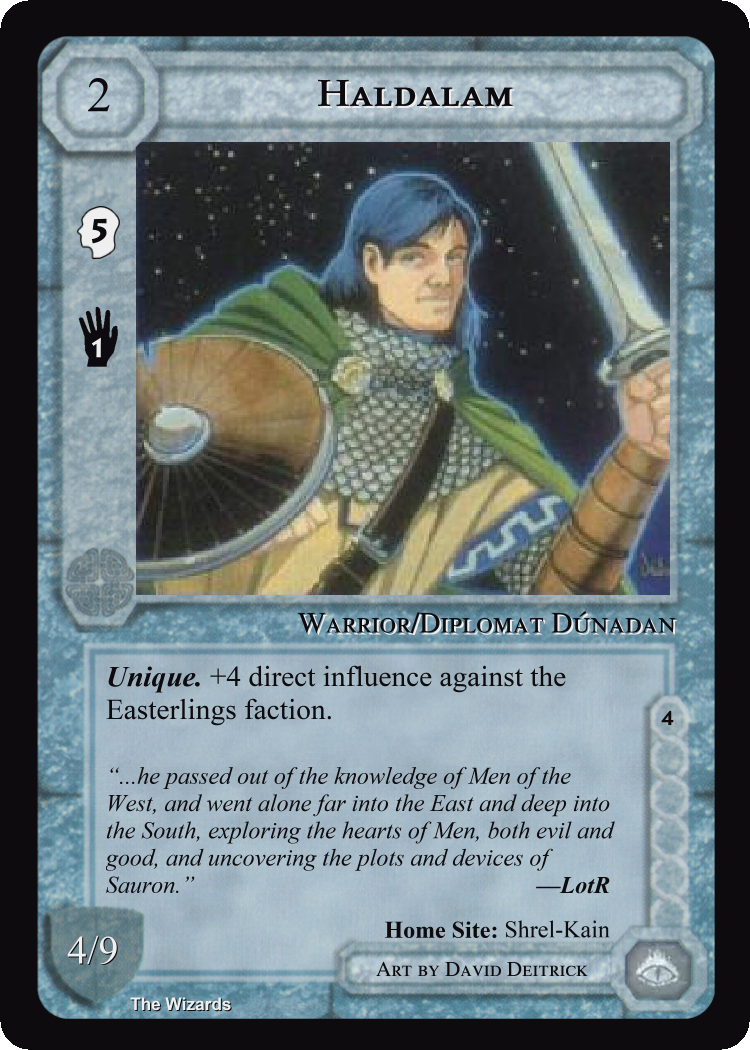 2
HALDALAM
5
1
WARRIOR/DIPLOMAT DÚNADAN
Unique. +4 direct influence against the
Easterlings faction.
4
“...he passed out of the knowledge of Men of the
West, and went alone far into the East and deep into
the South, exploring the hearts of Men, both evil and
good, and uncovering the plots and devices of
Sauron.” —LotR
Home Site: Shrel-Kain
4/9
ART BY DAVID DEITRICK
The Wizards